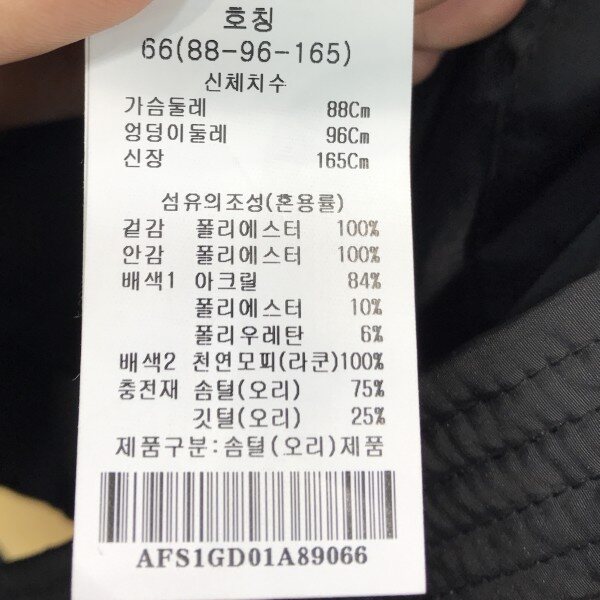 호칭
66(88-96-165)
신체치수
가슴둘레 88Cm
엉덩이둘레 96Cm
신장 165Cm
섬유의조성(혼용률)
겉감 폴리에스터 100%
안감 폴리에스터 100%
배색1 아크릴 84%
폴리에스터 10%
폴리우레탄 6%
배색2 천연모피(라쿤)100%
충전재 솜털(오리) 75%
깃털(오리) 25%
제품구분:솜털(오리)제품
AFS1GD01A89066